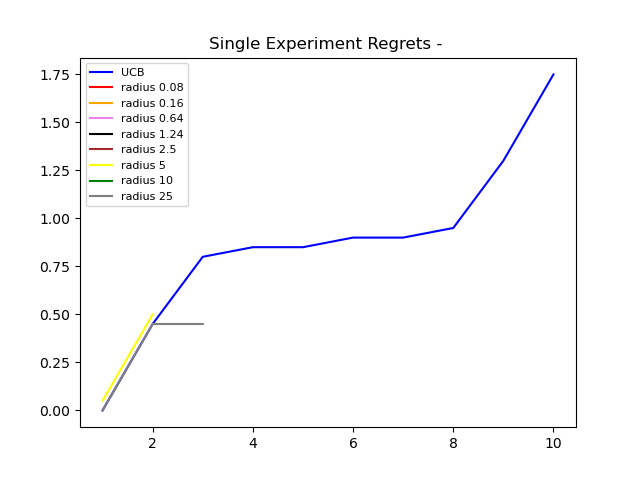 Single Experiment Regrets -
1.75
1.50
1.25
1.00
0.75
0.50
0.25
0.00
UCB
radius 0.08
radius 0.16
radius 0.64
radius 1.24
radius 2.5
radius 5
radius 10
radius 25
2 4 6 8 10